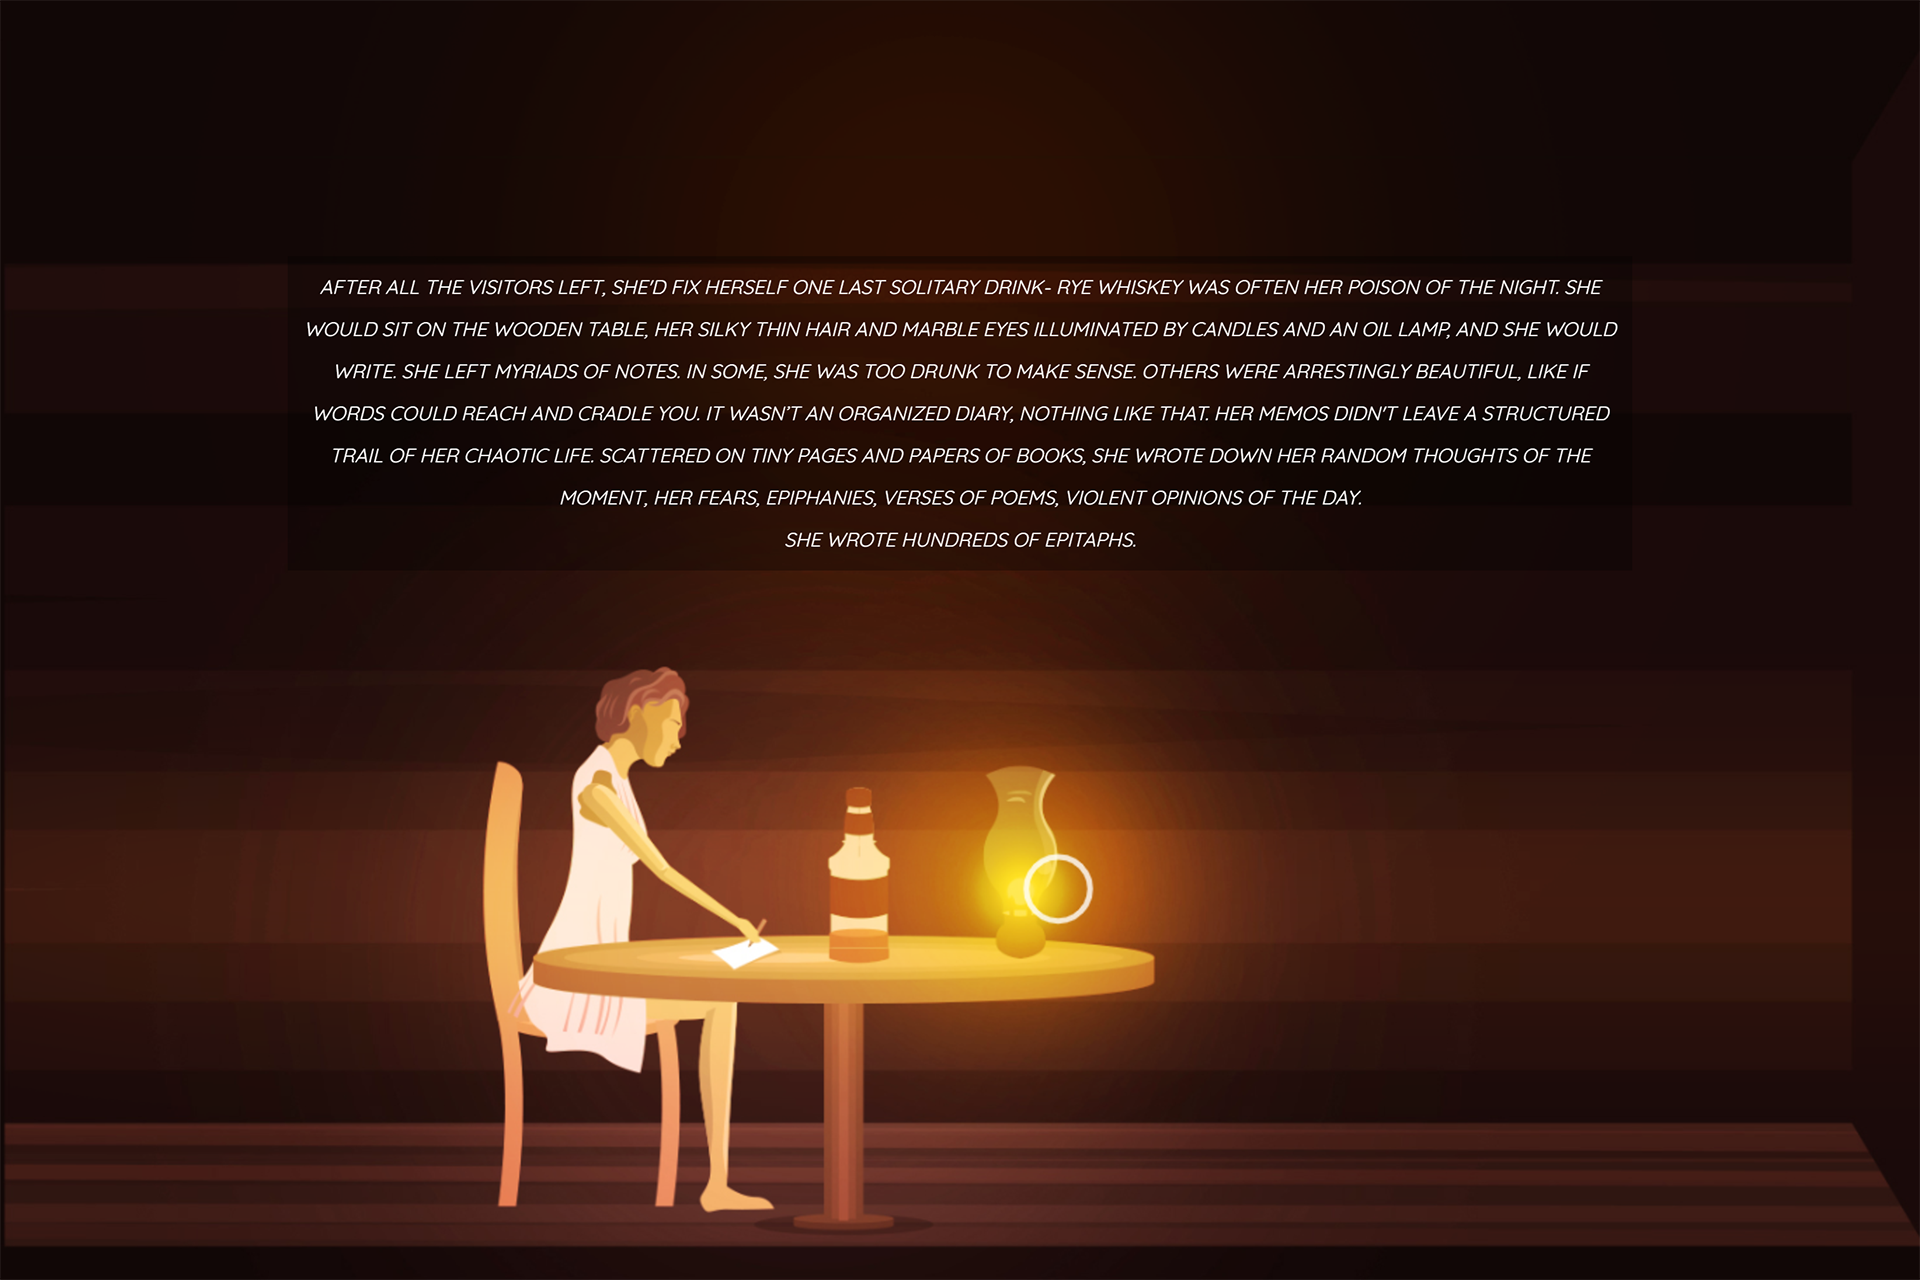 AFTER ALL THE VISITORS LEFT, SHE'D FIX HERSELF ONE LAST SOLITARY DRINK- RYE WHISKEY WAS OFTEN HER POISON OF THE NIGHT. SHE
WOULD SIT ON THE WOODEN TABLE, HER SILKY THIN HAIR AND MARBLE EYES ILLUMINATED BY CANDLES AND AN OIL LAMP, AND SHE WOULD
WRITE. SHE LEFT MYRIADS OF NOTES. IN SOME, SHE WAS TOO DRUNK TO MAKE SENSE. OTHERS WERE ARRESTINGLY BEAUTIFUL, LIKE IF
WORDS COULD REACH AND CRADLE YOU. IT WASN'T AN ORGANIZED DIARY, NOTHING LIKE THAT. HER MEMOS DIDN'T LEAVE A STRUCTURED
TRAIL OF HER CHAOTIC LIFE. SCATTERED ON TINY PAGES AND PAPERS OF BOOKS, SHE WROTE DOWN HER RANDOM THOUGHTS OF THE
MOMENT, HER FEARS, EPIPHANIES, VERSES OF POEMS, VIOLENT OPINIONS OF THE DAY.
SHE WROTE HUNDREDS OF EPITAPHS.